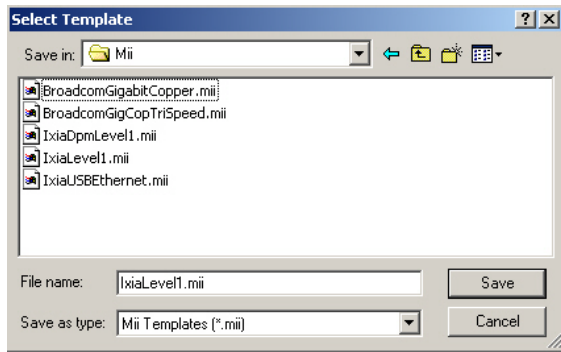 Select Template
Save in: Mii
BroadcomGigabitCopper.mii
BroadcomGigCopTriSpeed.mii
IxiaDpmLevel1.mii
IxiaLevel1.mii
IxiaUSBEthernet.mii
File name: IxiaLevel1.mii Save
Save as type: Mii Templates (*.mii) Cancel